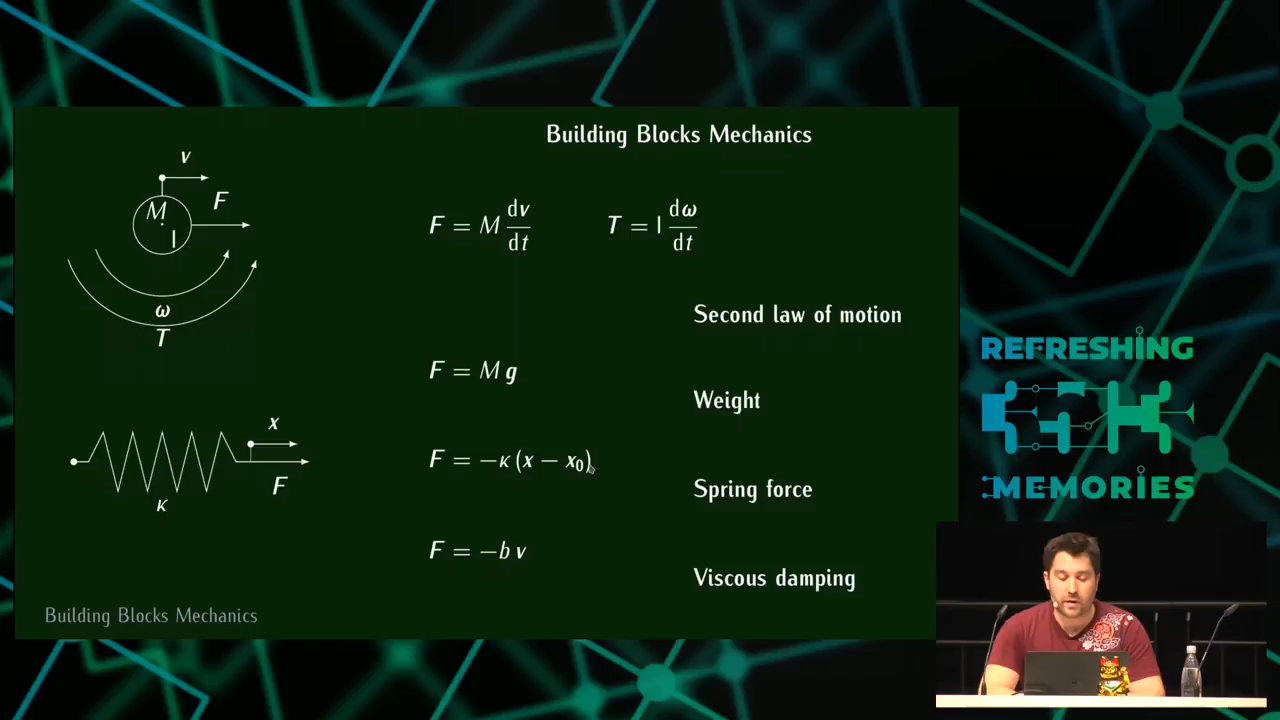 Building Blocks Mechanics
v
F
M
I
ω
T
F = M dv/dt
T = I dω/dt
Second law of motion
F = M g
Weight
x
F
κ
F = −κ (x − x₀)
Spring force
F = −b v
Viscous damping
Building Blocks Mechanics
REFRESHING
MEMORIES